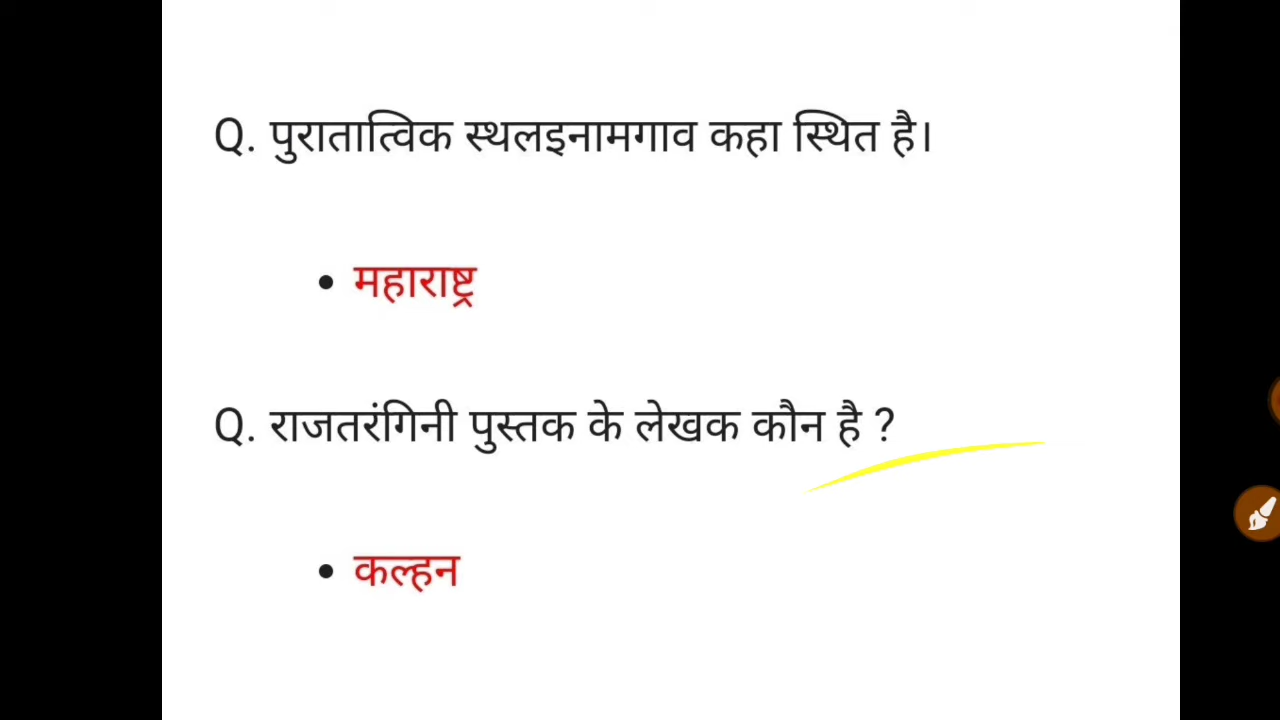 Q. पुरातात्विक स्थलइनामगाव कहा स्थित है।
• महाराष्ट्र
Q. राजतरंगिनी पुस्तक के लेखक कौन है ?
• कल्हन